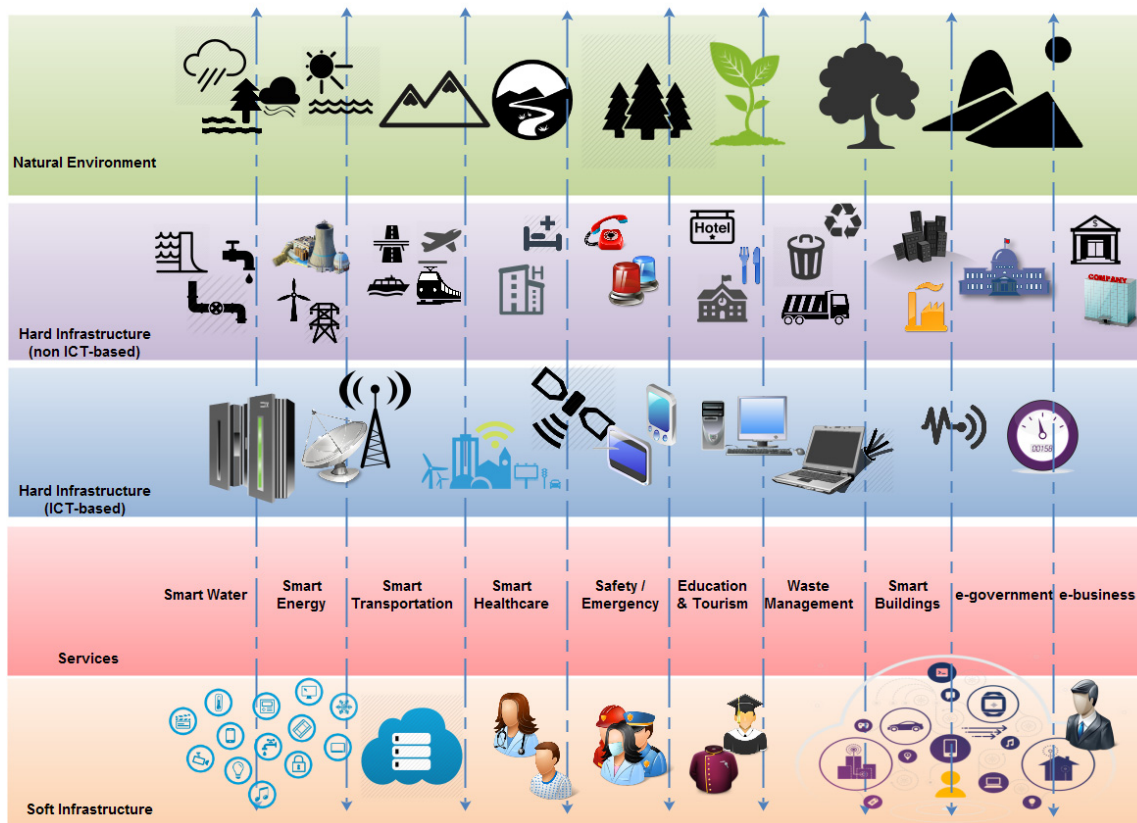 Natural Environment
Hotel
H
$
COMPANY
Hard Infrastructure
(non ICT-based)
00158
Hard Infrastructure
(ICT-based)
Smart Water
Smart
Energy
Smart
Transportation
Smart
Healthcare
Safety /
Emergency
Education
& Tourism
Waste
Management
Smart
Buildings
e-government
e-business
Services
Soft Infrastructure